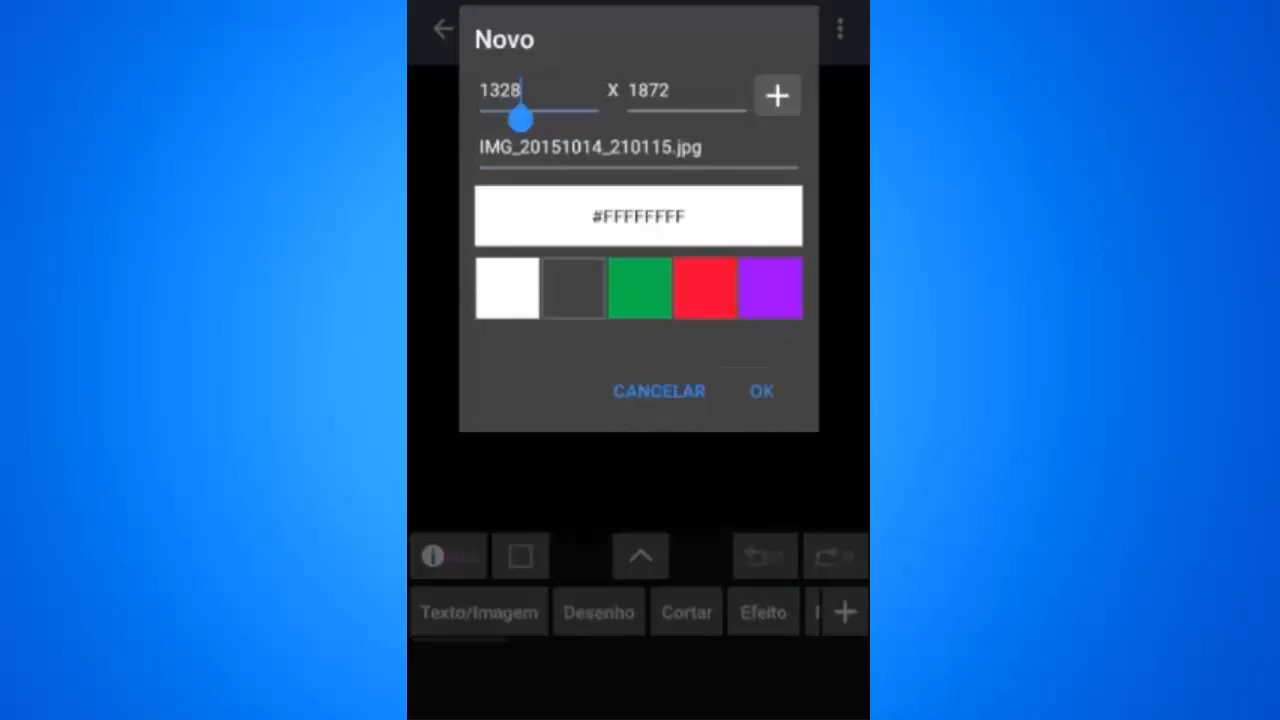 Novo
1328 X 1872
IMG_20151014_210115.jpg
#FFFFFFFF
CANCELAR OK
Texto/Imagem Desenho Cortar Efeito